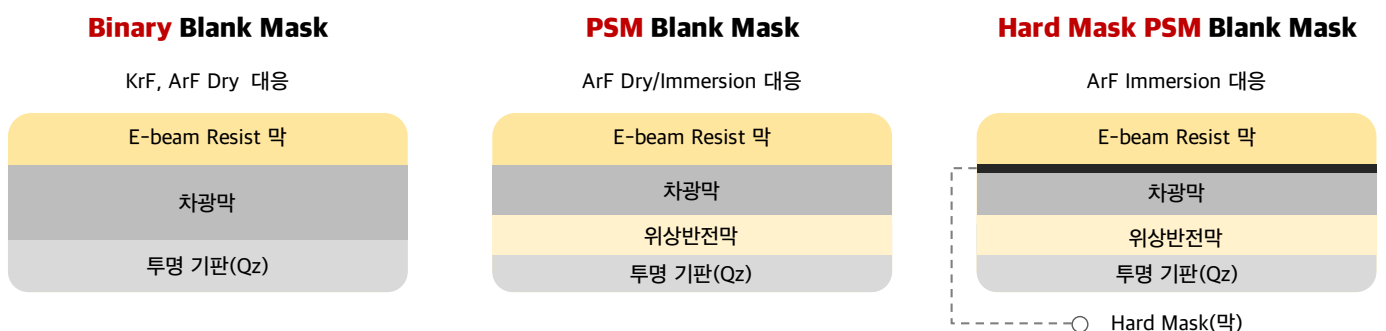 Binary Blank Mask
KrF, ArF Dry 대응
E-beam Resist 막
차광막
투명 기판(Qz)
PSM Blank Mask
ArF Dry/Immersion 대응
E-beam Resist 막
차광막
위상반전막
투명 기판(Qz)
Hard Mask PSM Blank Mask
ArF Immersion 대응
E-beam Resist 막
차광막
위상반전막
투명 기판(Qz)
Hard Mask(막)